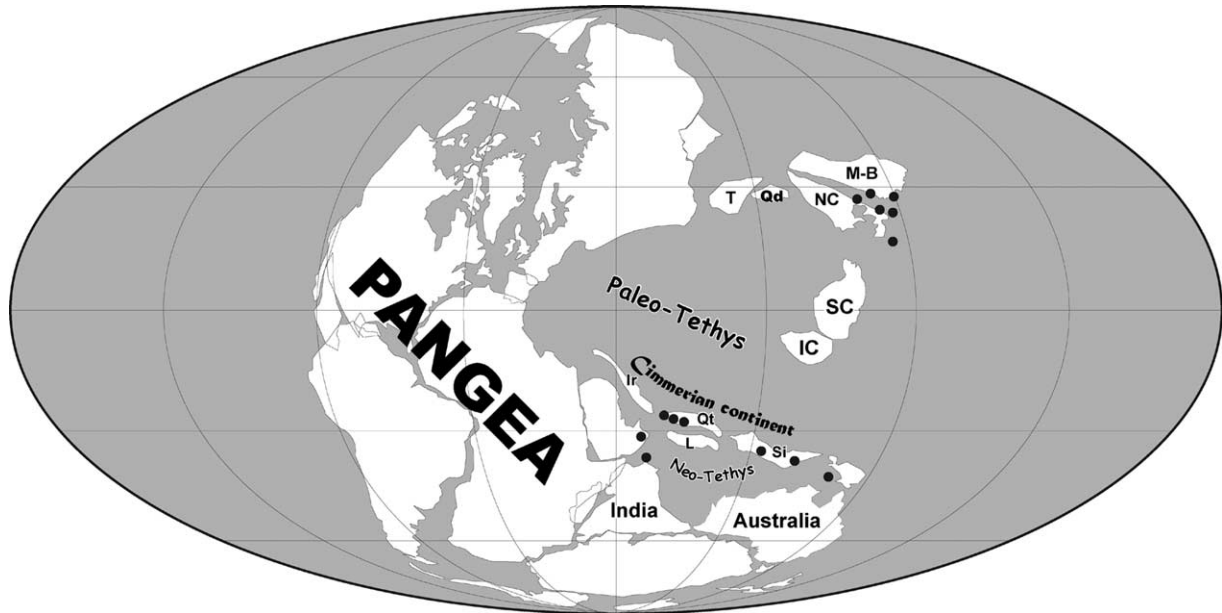 M-B
T
Qd
NC
Paleo-Tethys
SC
PANGEA
IC
Cimmerian continent
Ir
Qt
L
Si
Neo-Tethys
India
Australia